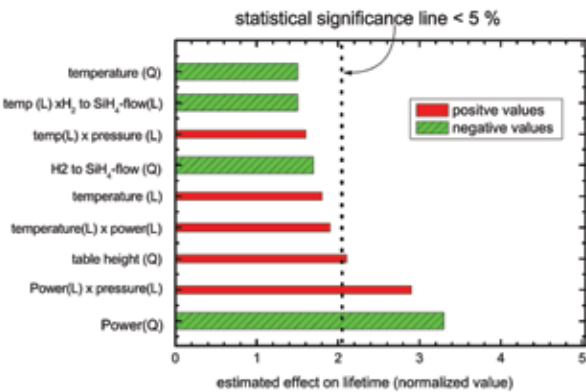 statistical significance line < 5 %
temperature (Q)
temp (L) xH₂ to SiH₄-flow(L)
temp(L) x pressure (L)
H2 to SiH₄-flow (Q)
temperature (L)
temperature(L) x power(L)
table height (Q)
Power(L) x pressure(L)
Power(Q)
positve values
negative values
0 1 2 3 4 5
estimated effect on lifetime (normalized value)